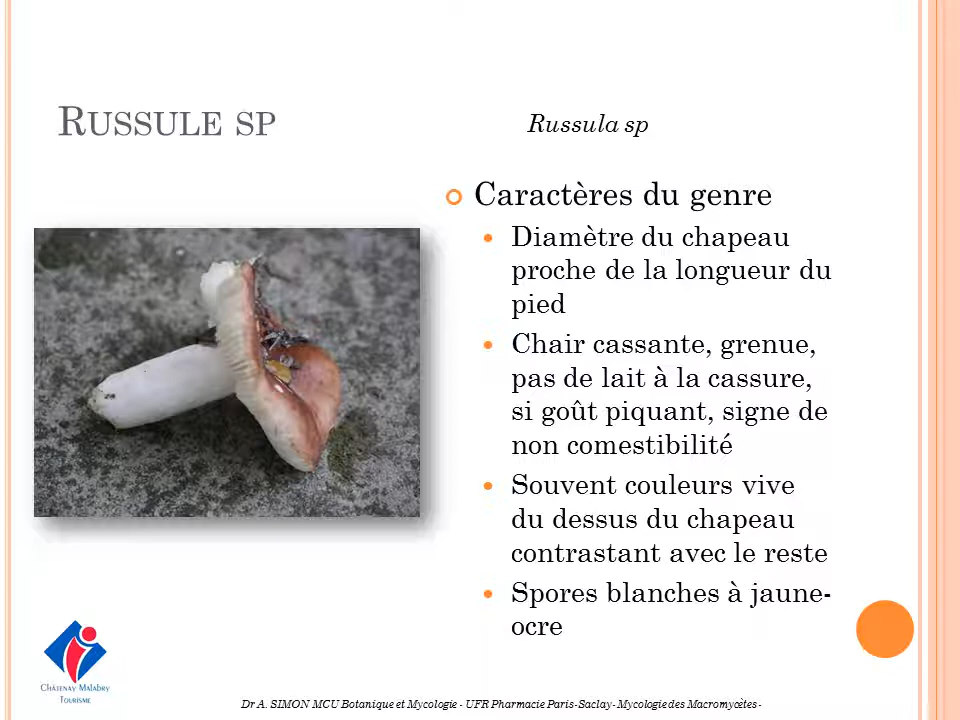 RUSSULE SP
Russula sp
Caractères du genre
Diamètre du chapeau
proche de la longueur du
pied
Chair cassante, grenue,
pas de lait à la cassure,
si goût piquant, signe de
non comestibilité
Souvent couleurs vive
du dessus du chapeau
contrastant avec le reste
Spores blanches à jaune-
ocre
CHÂTENAY MALABRY
TOURISME
Dr A. SIMON MCU Botanique et Mycologie - UFR Pharmacie Paris-Saclay- Mycologie des Macromycètes -